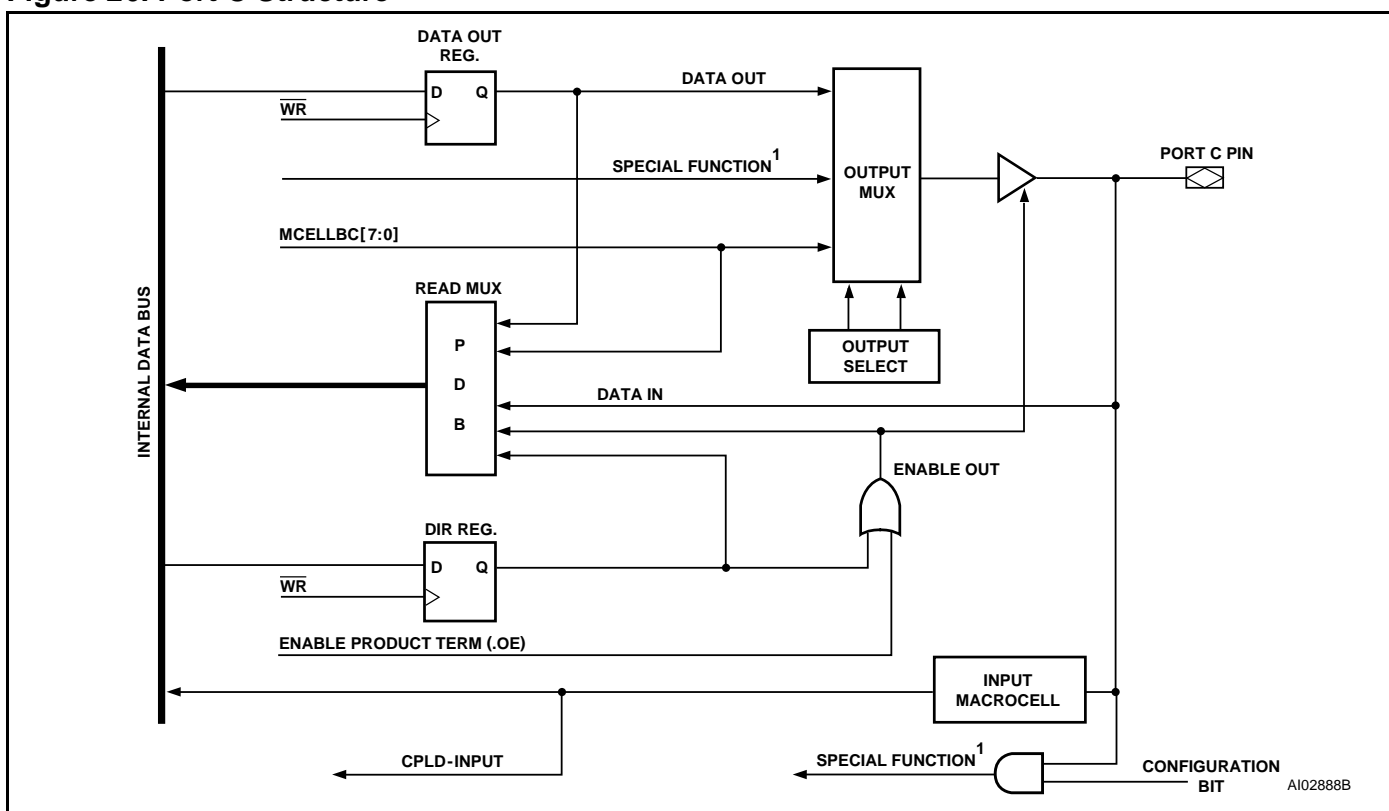 DATA OUT
REG.
D Q
WR
DATA OUT
SPECIAL FUNCTION1
OUTPUT
MUX
PORT C PIN
MCELLBC[7:0]
INTERNAL DATA BUS
READ MUX
P
D
B
OUTPUT
SELECT
DATA IN
ENABLE OUT
DIR REG.
D Q
WR
ENABLE PRODUCT TERM (.OE)
INPUT
MACROCELL
CPLD-INPUT
SPECIAL FUNCTION1
CONFIGURATION
BIT
AI02888B